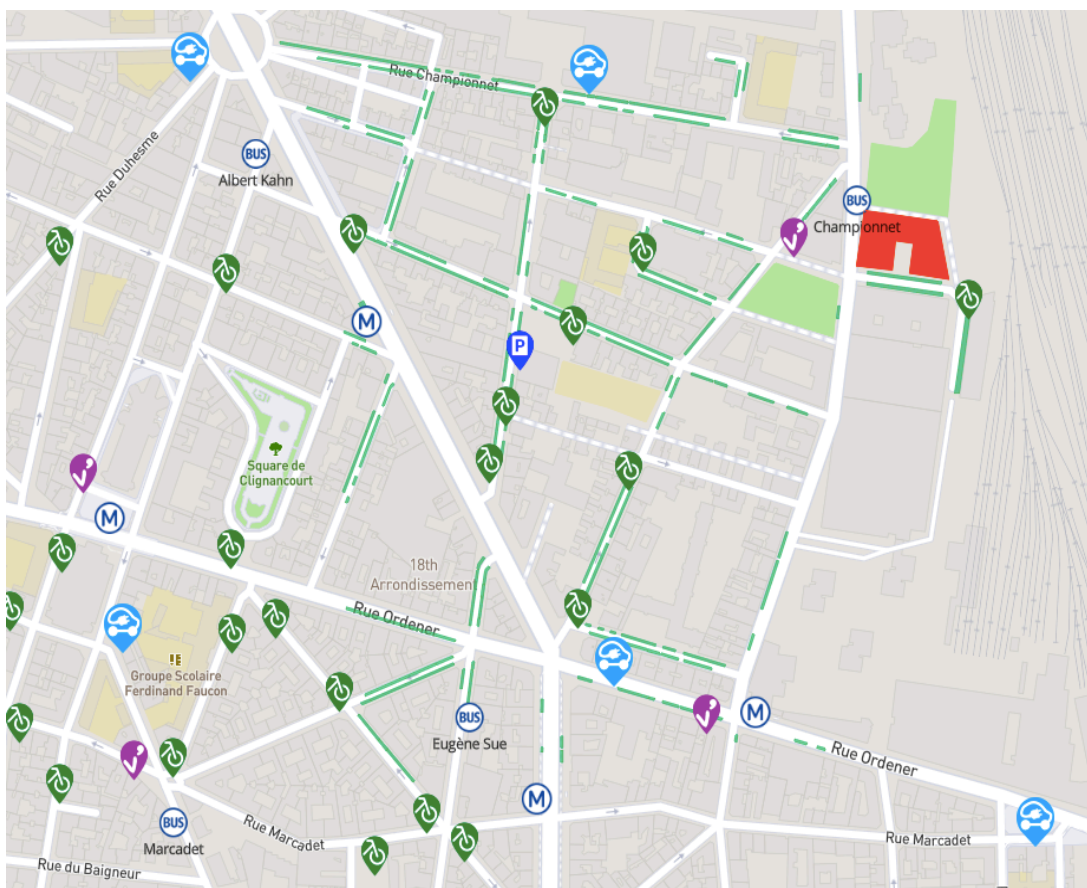 Rue Championnet
BUS
Albert Kahn
Rue Duhesme
BUS
Championnet
M
P
Square de
Clignancourt
M
18th
Arrondissement
Rue Ordener
Groupe Scolaire
Ferdinand Faucon
BUS
Eugène Sue
M
Rue Ordener
M
BUS
Marcadet
Rue Marcadet
Rue Marcadet
Rue du Baigneur